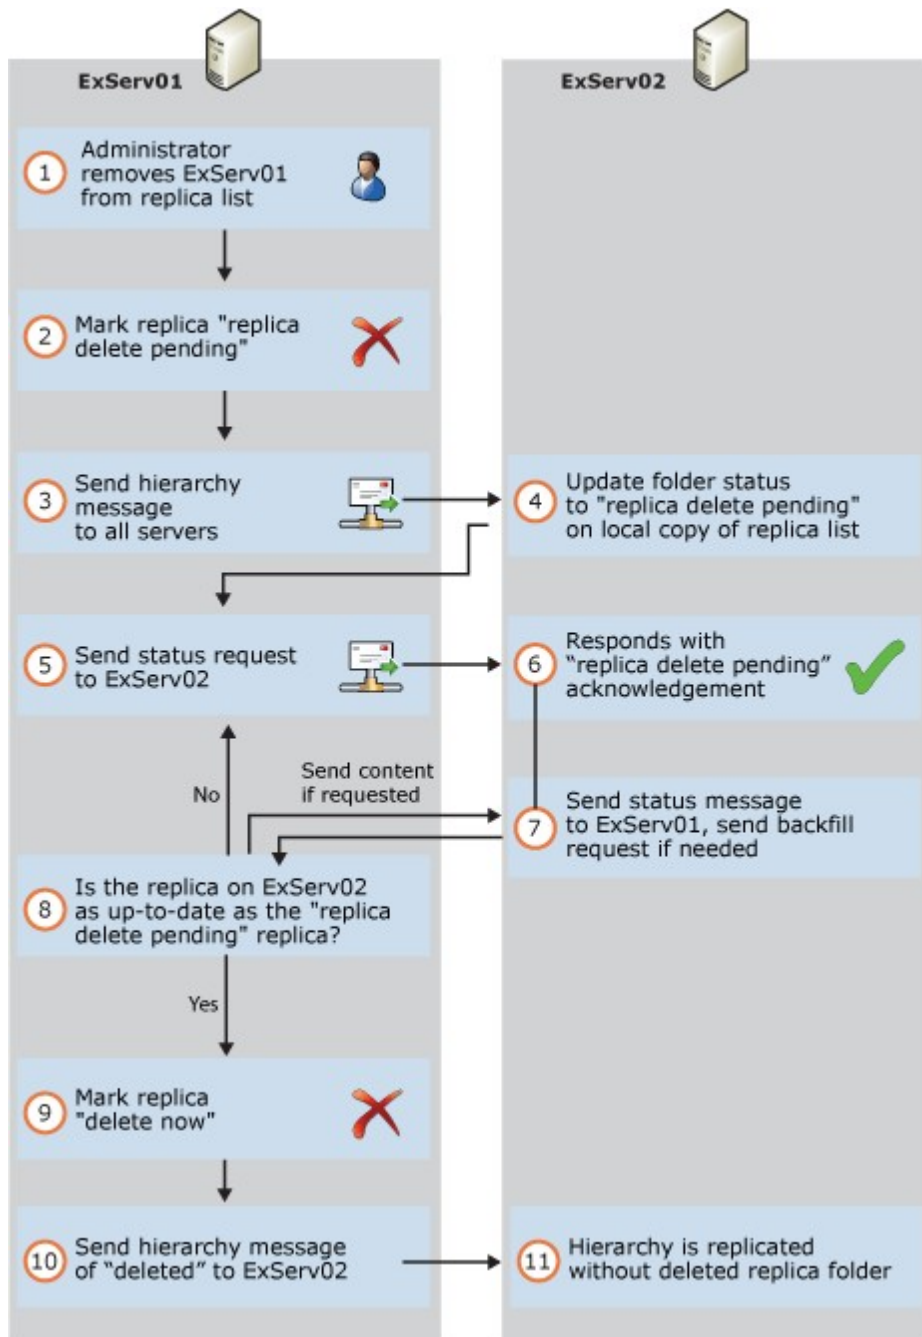 ExServ01
ExServ02
1
Administrator
removes ExServ01
from replica list
2
Mark replica "replica
delete pending"
3
Send hierarchy
message
to all servers
4
Update folder status
to "replica delete pending"
on local copy of replica list
5
Send status request
to ExServ02
6
Responds with
“replica delete pending”
acknowledgement
No
Send content
if requested
7
Send status message
to ExServ01, send backfill
request if needed
8
Is the replica on ExServ02
as up-to-date as the "replica
delete pending" replica?
Yes
9
Mark replica
"delete now"
10
Send hierarchy message
of “deleted” to ExServ02
11
Hierarchy is replicated
without deleted replica folder